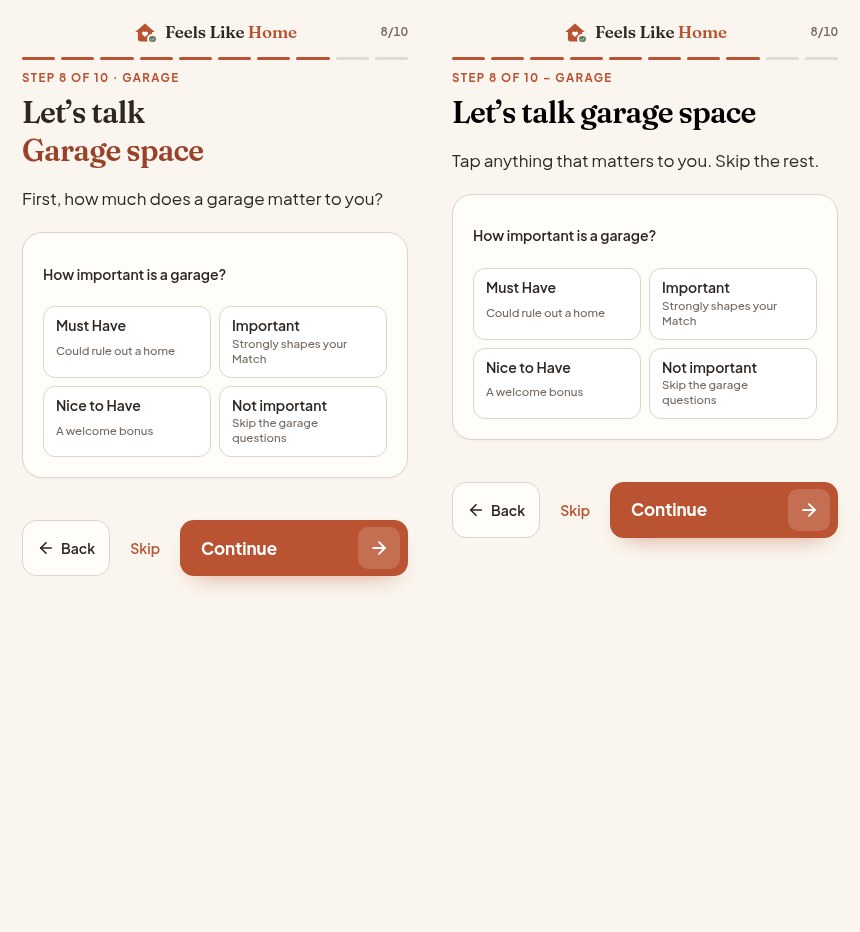 Feels Like Home
8/10
STEP 8 OF 10 · GARAGE
Let’s talk
Garage space
First, how much does a garage matter to you?
How important is a garage?
Must Have
Could rule out a home
Important
Strongly shapes your
Match
Nice to Have
A welcome bonus
Not important
Skip the garage
questions
Back
Skip
Continue
Feels Like Home
8/10
STEP 8 OF 10 – GARAGE
Let’s talk garage space
Tap anything that matters to you. Skip the rest.
How important is a garage?
Must Have
Could rule out a home
Important
Strongly shapes your
Match
Nice to Have
A welcome bonus
Not important
Skip the garage
questions
Back
Skip
Continue